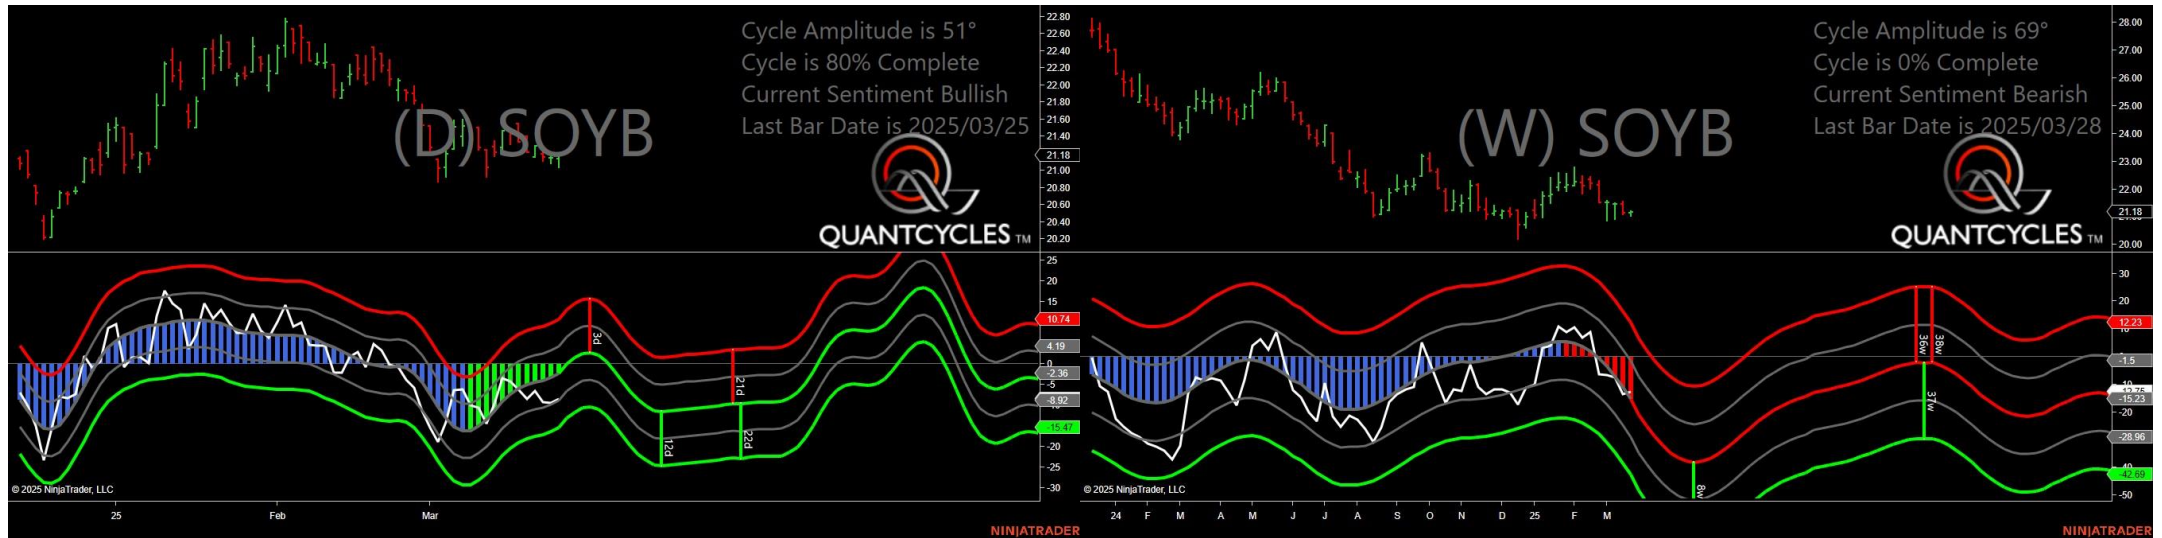 Cycle Amplitude is 51°
Cycle is 80% Complete
Current Sentiment Bullish
Last Bar Date is 2025/03/25
(D) SOYB
QUANTCYCLES TM
22.80
22.60
22.40
22.20
22.00
21.80
21.60
21.40
21.18
21.00
20.80
20.60
20.40
20.20
25
20
15
10.74
4.19
0
-2.36
-5
-8.92
-15.47
-20
-25
-30
3d
12d
21d
22d
© 2025 NinjaTrader, LLC
25 Feb Mar
NINJATRADER
Cycle Amplitude is 69°
Cycle is 0% Complete
Current Sentiment Bearish
Last Bar Date is 2025/03/28
(W) SOYB
QUANTCYCLES TM
28.00
27.00
26.00
25.00
24.00
23.00
22.00
21.18
20.00
30
20
12.23
-1.5
-15.23
-20
-28.96
-42.69
-50
8w
36w
38w
37w
© 2025 NinjaTrader, LLC
24 F M A M J J A S O N D 25 F M
NINJATRADER